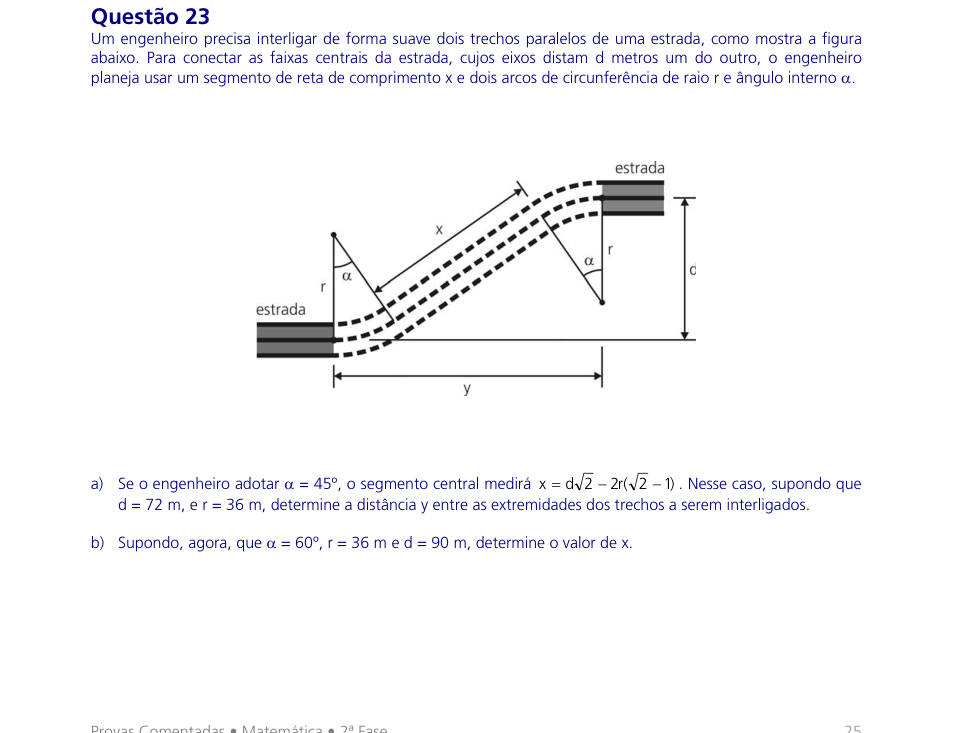 Questão 23
Um engenheiro precisa interligar de forma suave dois trechos paralelos de uma estrada, como mostra a figura
abaixo. Para conectar as faixas centrais da estrada, cujos eixos distam d metros um do outro, o engenheiro
planeja usar um segmento de reta de comprimento x e dois arcos de circunferência de raio r e ângulo interno α.
estrada
x
α
r
r
α
d
estrada
y
a) Se o engenheiro adotar α = 45º, o segmento central medirá x = d√2 − 2r(√2 − 1) . Nesse caso, supondo que
d = 72 m, e r = 36 m, determine a distância y entre as extremidades dos trechos a serem interligados.
b) Supondo, agora, que α = 60º, r = 36 m e d = 90 m, determine o valor de x.
Provas Comentadas • Matemática • 2ª Fase
25